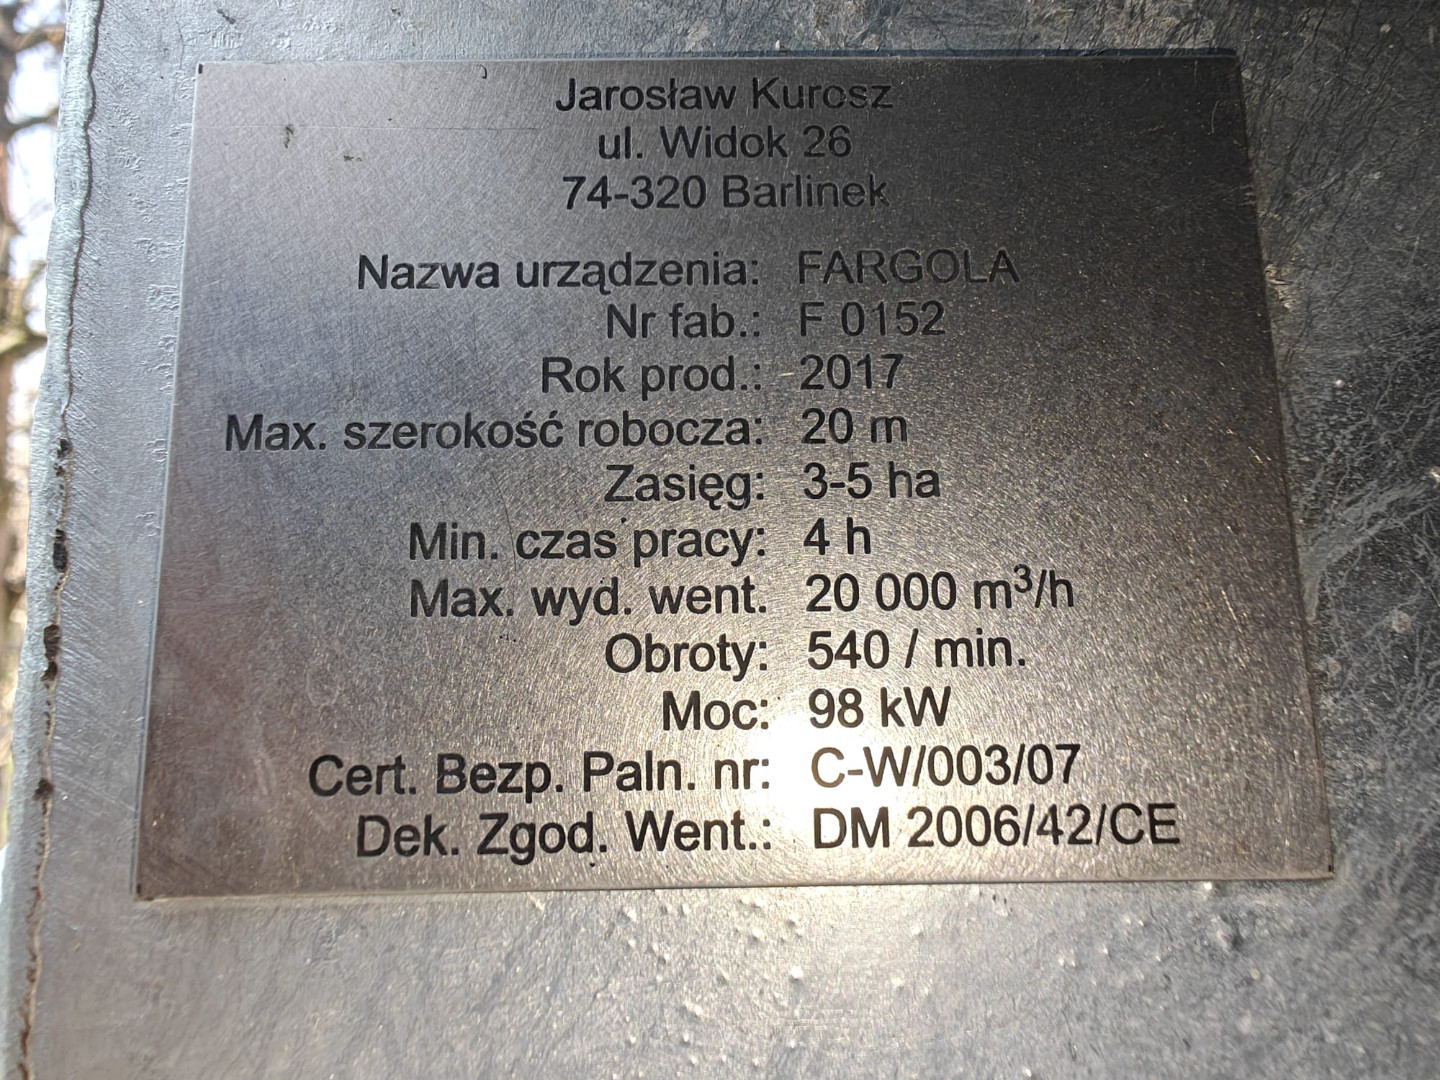 Jarosław Kurosz
ul. Widok 26
74-320 Barlinek
Nazwa urządzenia: FARGOLA
Nr fab.: F 0152
Rok prod.: 2017
Max. szerokość robocza: 20 m
Zasięg: 3-5 ha
Min. czas pracy: 4 h
Max. wyd. went. 20 000 m³/h
Obroty: 540 / min.
Moc: 98 kW
Cert. Bezp. Paln. nr: C-W/003/07
Dek. Zgod. Went.: DM 2006/42/CE